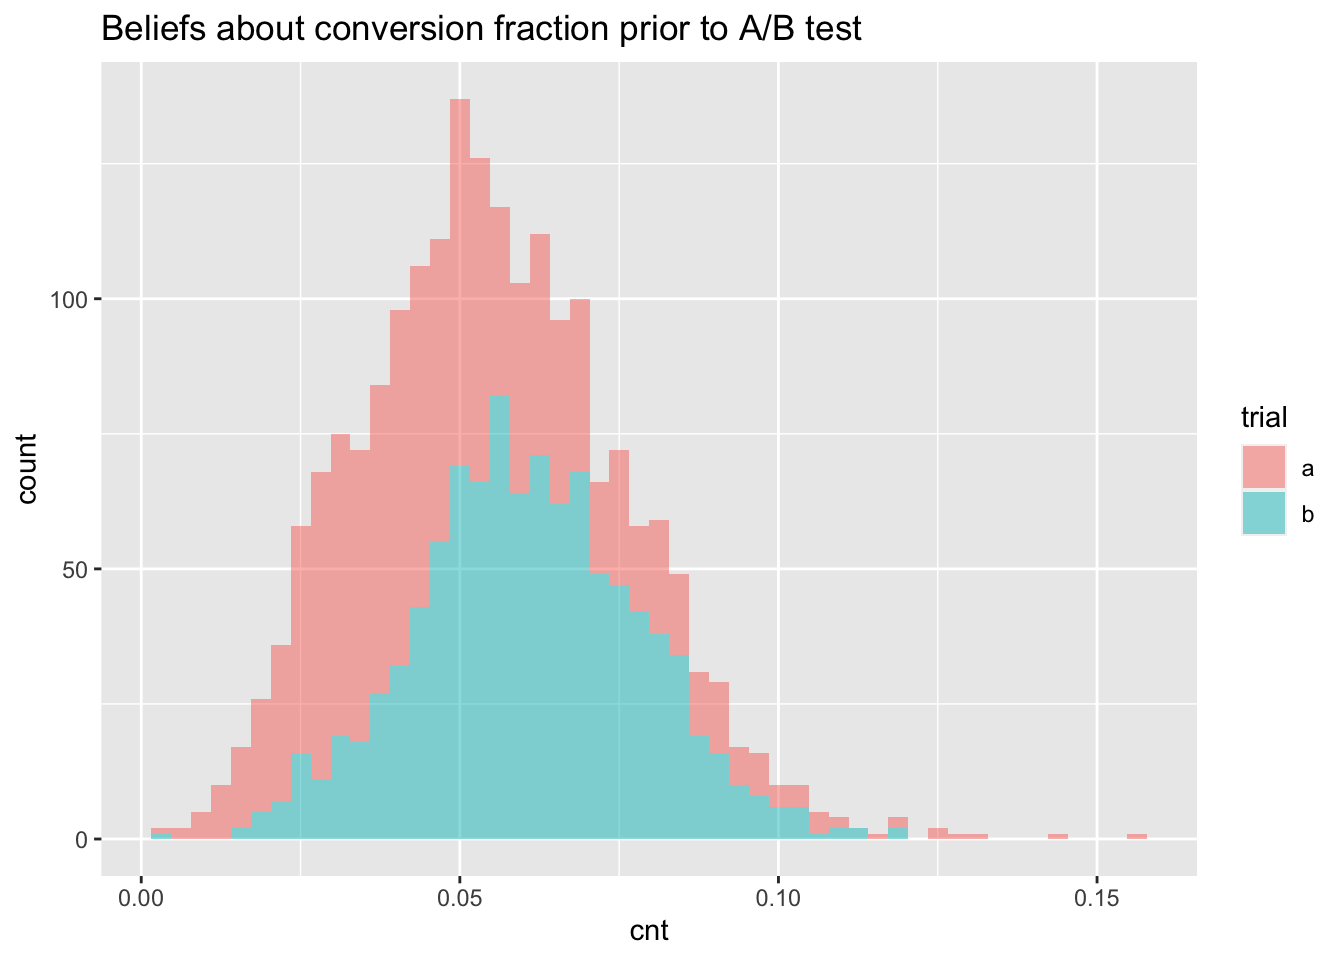 Beliefs about conversion fraction prior to A/B test
100
50
0
count
0.00
0.05
0.10
0.15
cnt
trial
a
b